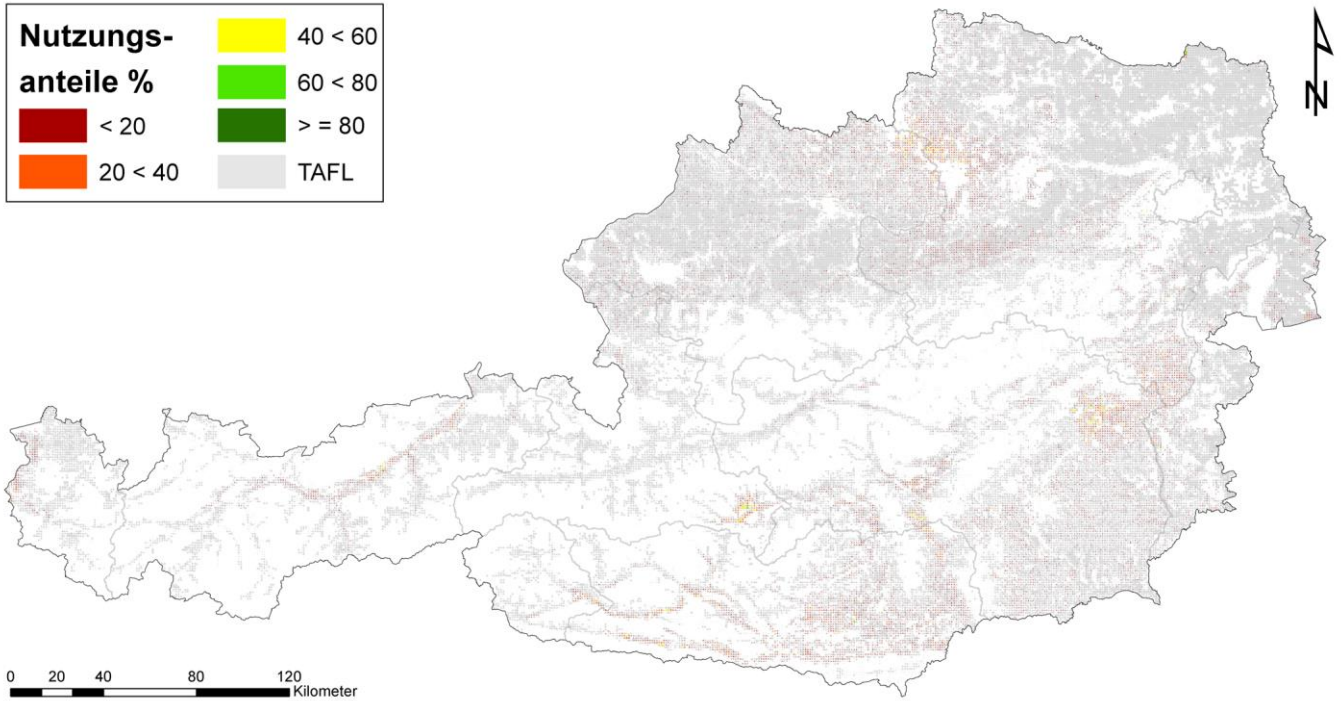 Nutzungs-
anteile %
< 20
20 < 40
40 < 60
60 < 80
> = 80
TAFL
N
0 20 40 80 120
Kilometer